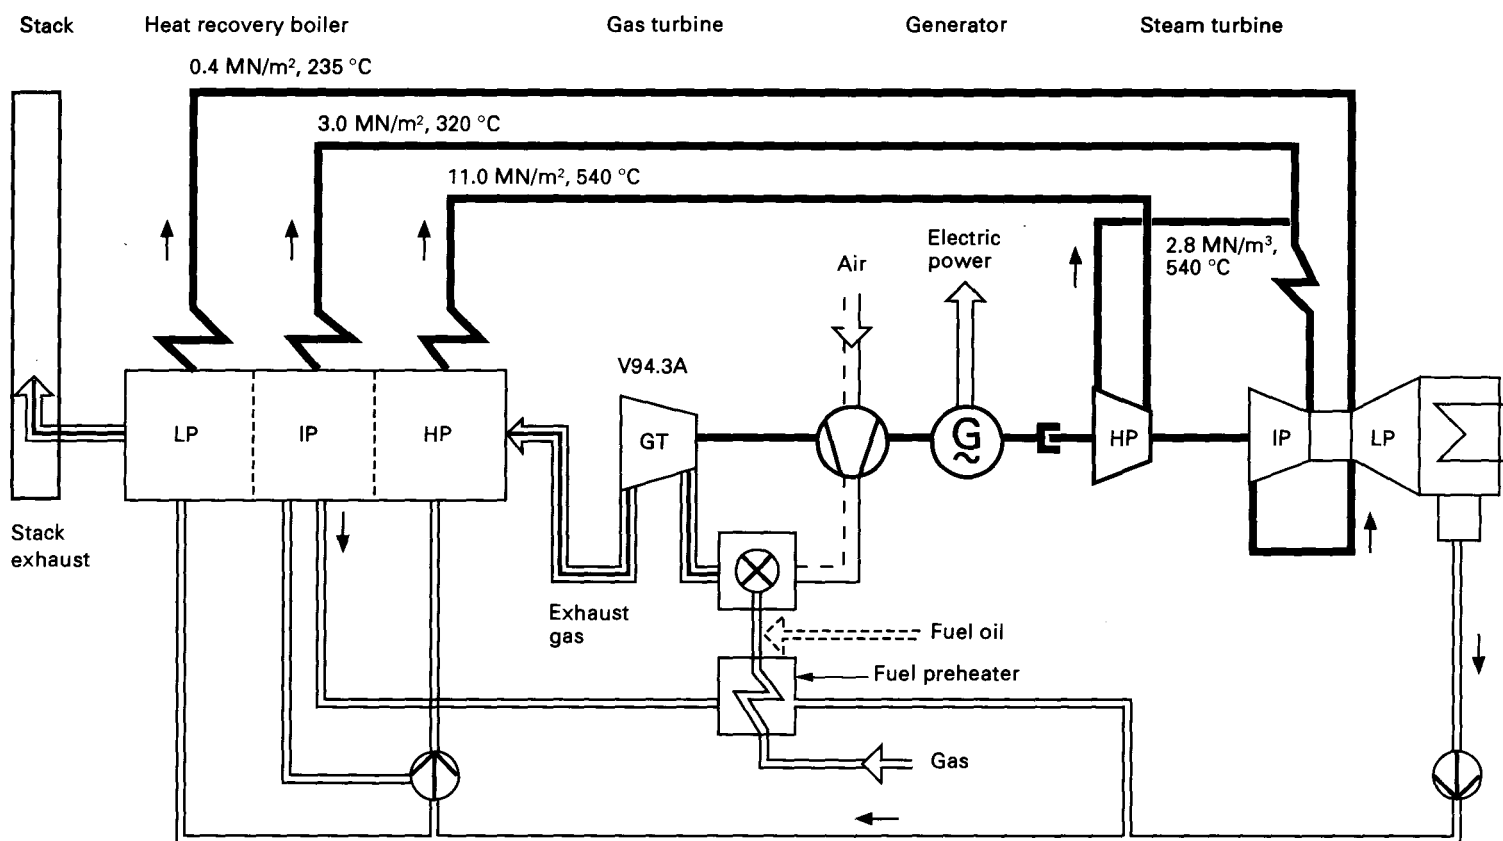 Stack
Heat recovery boiler
Gas turbine
Generator
Steam turbine
0.4 MN/m², 235 °C
3.0 MN/m², 320 °C
11.0 MN/m², 540 °C
Electric
power
2.8 MN/m³,
540 °C
Air
V94.3A
LP
IP
HP
GT
G
~
HP
IP
LP
Stack
exhaust
Exhaust
gas
Fuel oil
Fuel preheater
Gas